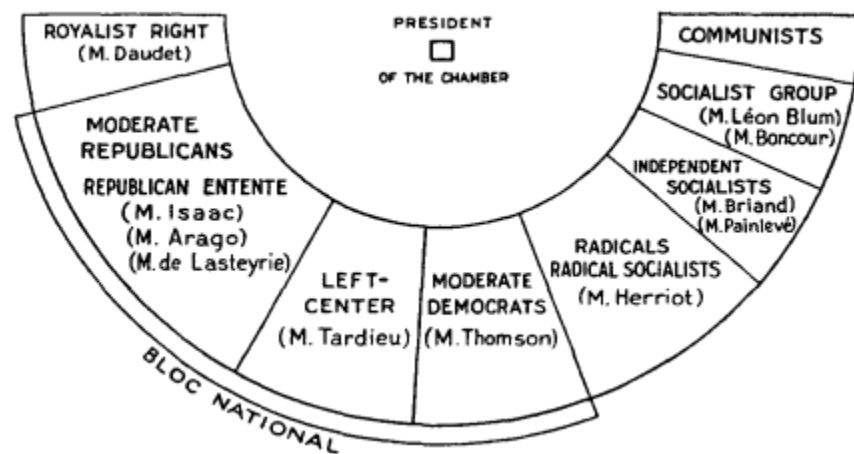 PRESIDENT
OF THE CHAMBER
ROYALIST RIGHT
(M. Daudet)
MODERATE
REPUBLICANS
REPUBLICAN ENTENTE
(M. Isaac)
(M. Arago)
(M. de Lasteyrie)
LEFT-
CENTER
(M. Tardieu)
MODERATE
DEMOCRATS
(M. Thomson)
RADICALS
RADICAL SOCIALISTS
(M. Herriot)
INDEPENDENT
SOCIALISTS
(M. Briand)
(M. Painlevé)
SOCIALIST GROUP
(M. Léon Blum)
(M. Boncour)
COMMUNISTS
BLOC NATIONAL